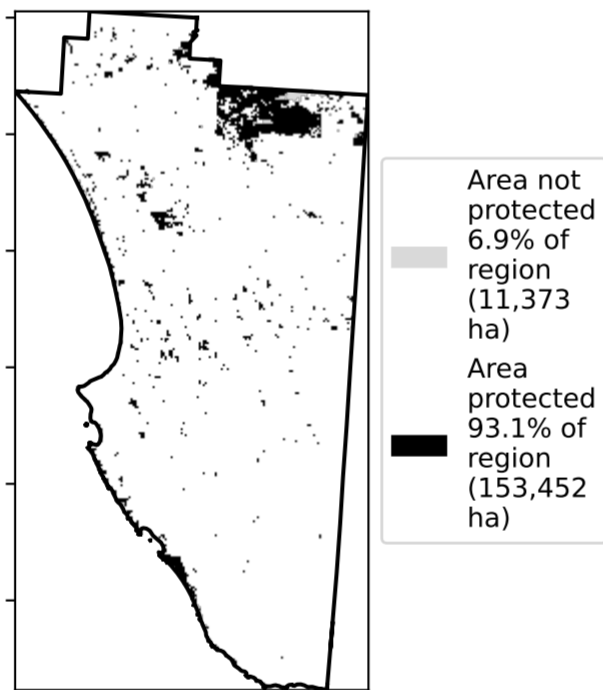 Area not
protected
6.9% of
region
(11,373
ha)
Area
protected
93.1% of
region
(153,452
ha)